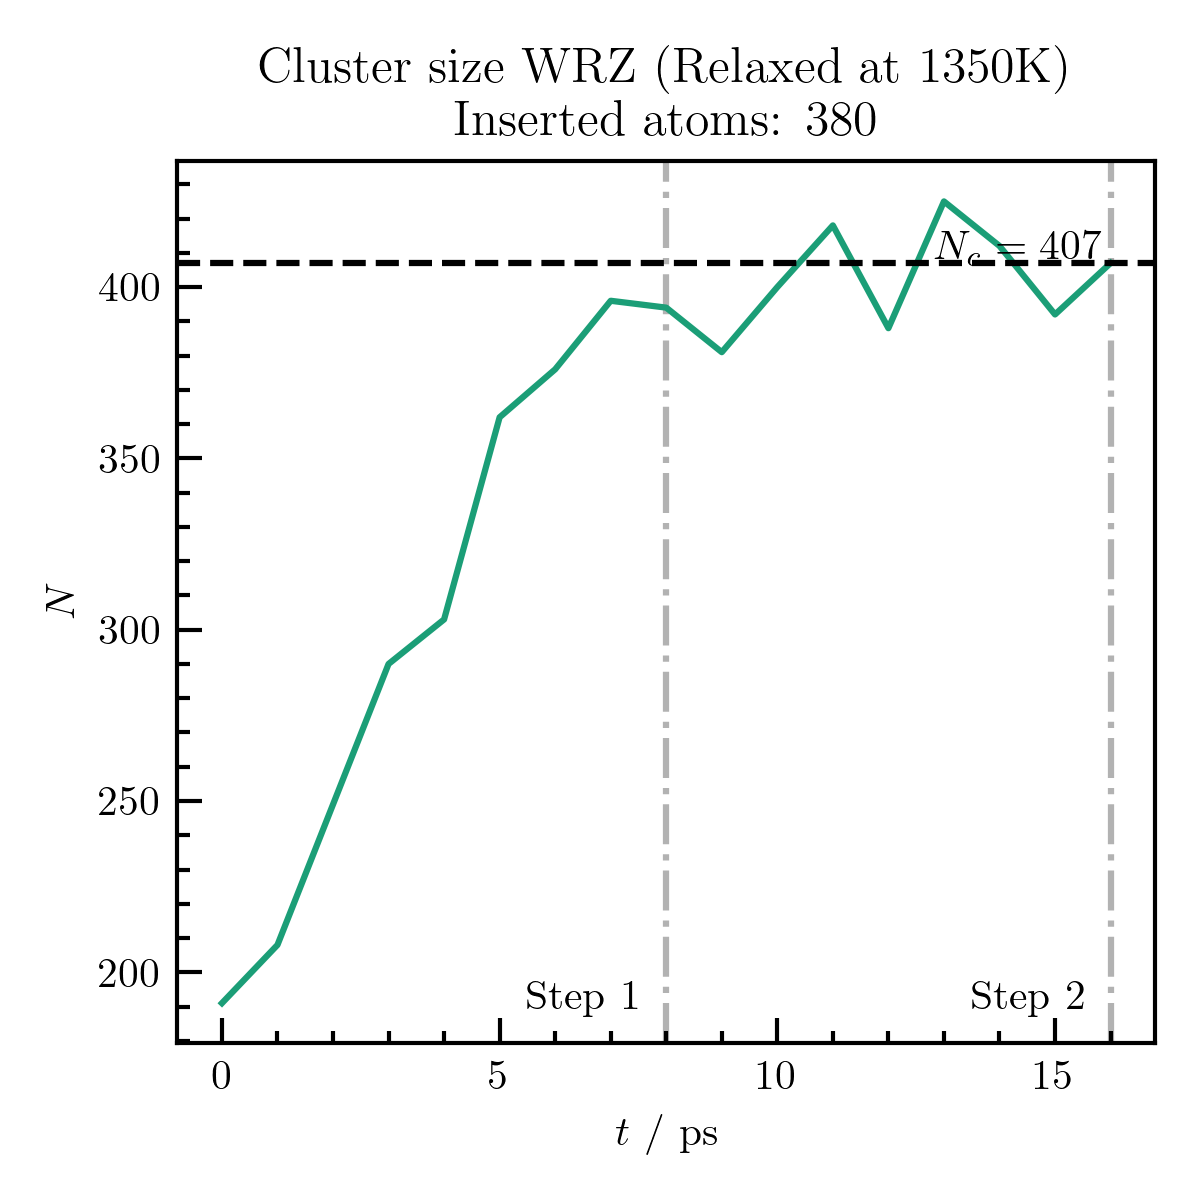 Cluster size WRZ (Relaxed at 1350K)
Inserted atoms: 380
N_c = 407
400
350
300
250
200
N
Step 1
Step 2
0 5 10 15
t / ps